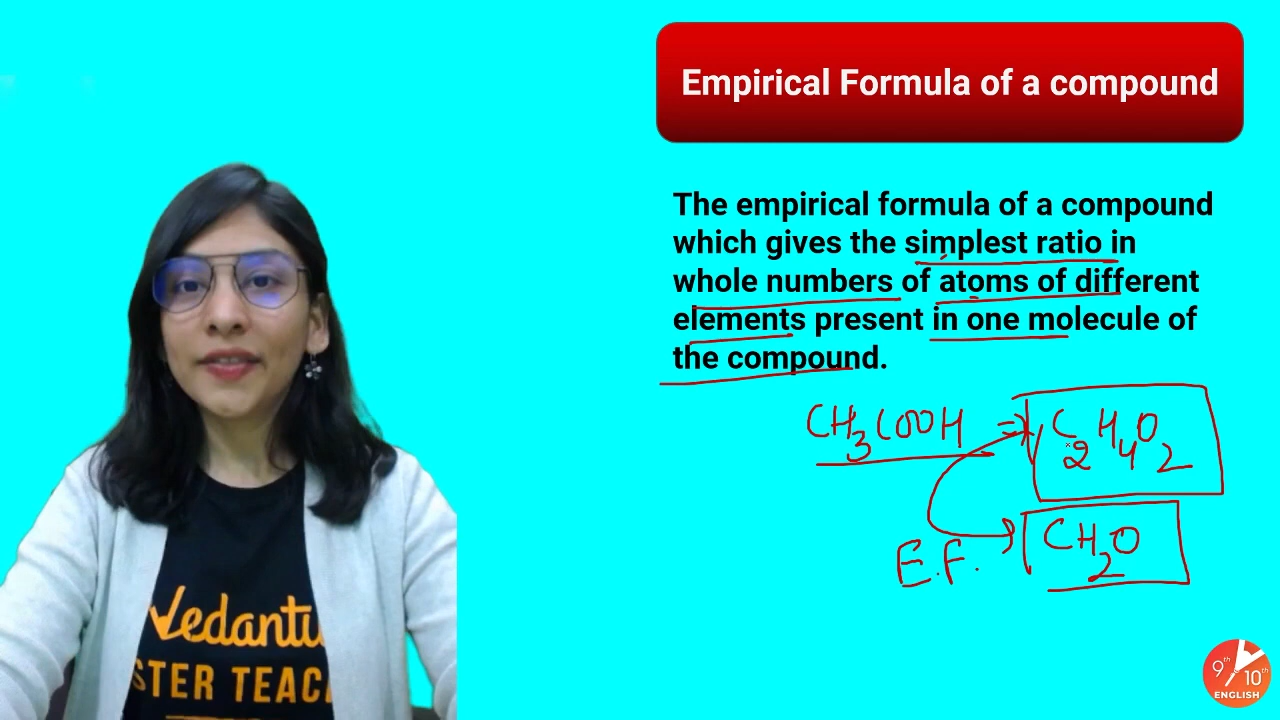 Empirical Formula of a compound
The empirical formula of a compound
which gives the simplest ratio in
whole numbers of atoms of different
elements present in one molecule of
the compound.
CH3COOH ⇒ C2H4O2
E.F. → CH2O
Vedantu
STER TEAC
9th 10th
ENGLISH